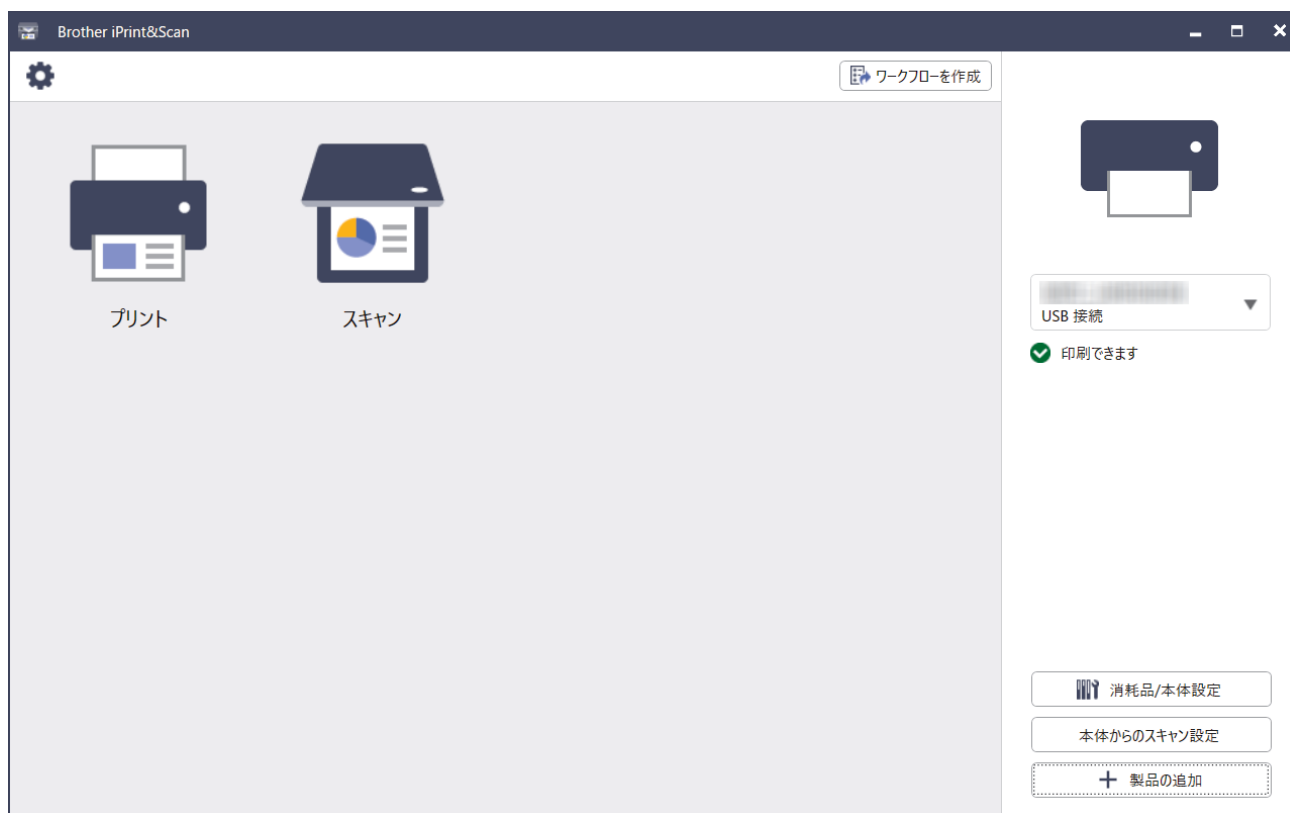 Brother iPrint&Scan
ワークフローを作成
プリント
スキャン
USB 接続
印刷できます
消耗品/本体設定
本体からのスキャン設定
製品の追加